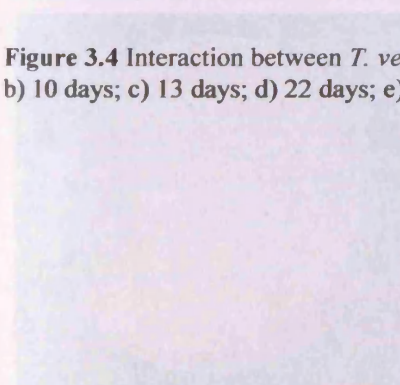 Figure 3.4 Interaction between T. ve
b) 10 days; c) 13 days; d) 22 days; e)